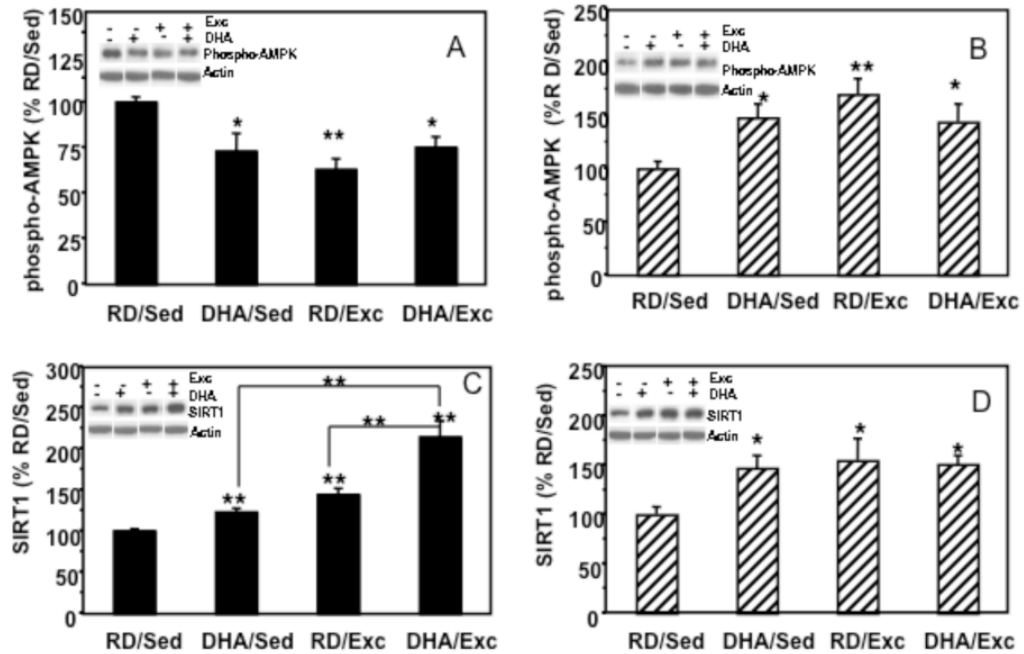 A
phospho-AMPK (% RD/Sed)
150
125
100
75
50
25
0
- - + + Exc
- + - + DHA
Phospho-AMPK
Actin
*
**
*
RD/Sed DHA/Sed RD/Exc DHA/Exc
B
phospho-AMPK (%R D/Sed)
250
200
150
100
50
0
- - + + Exc
- + - + DHA
Phospho-AMPK
Actin
*
**
*
RD/Sed DHA/Sed RD/Exc DHA/Exc
C
SIRT1 (% RD/Sed)
300
250
200
150
100
50
0
- - + + Exc
- + - + DHA
SIRT1
Actin
**
**
**
**
**
RD/Sed DHA/Sed RD/Exc DHA/Exc
D
SIRT1 (% RD/Sed)
250
200
150
100
50
0
- - + + Exc
- + - + DHA
SIRT1
Actin
*
*
*
RD/Sed DHA/Sed RD/Exc DHA/Exc